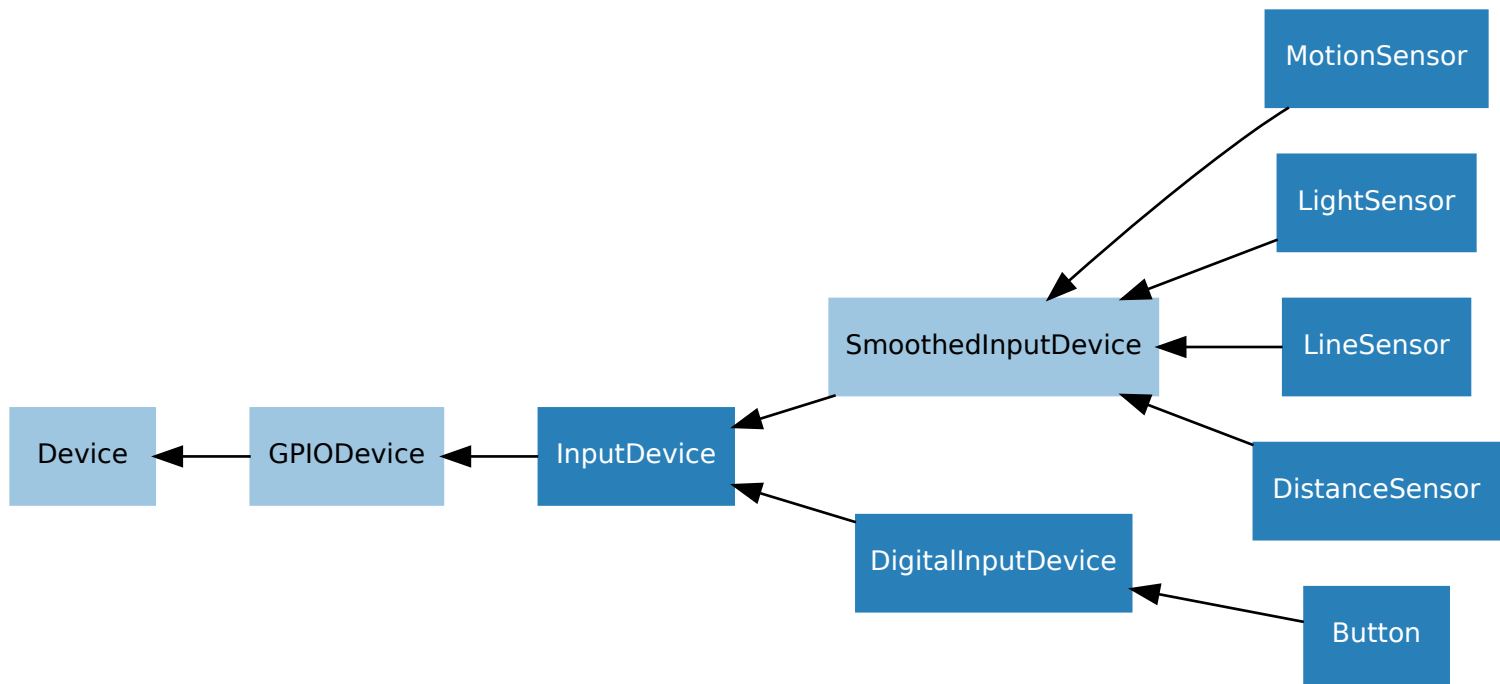 MotionSensor
LightSensor
SmoothedInputDevice
LineSensor
Device
GPIODevice
InputDevice
DistanceSensor
DigitalInputDevice
Button